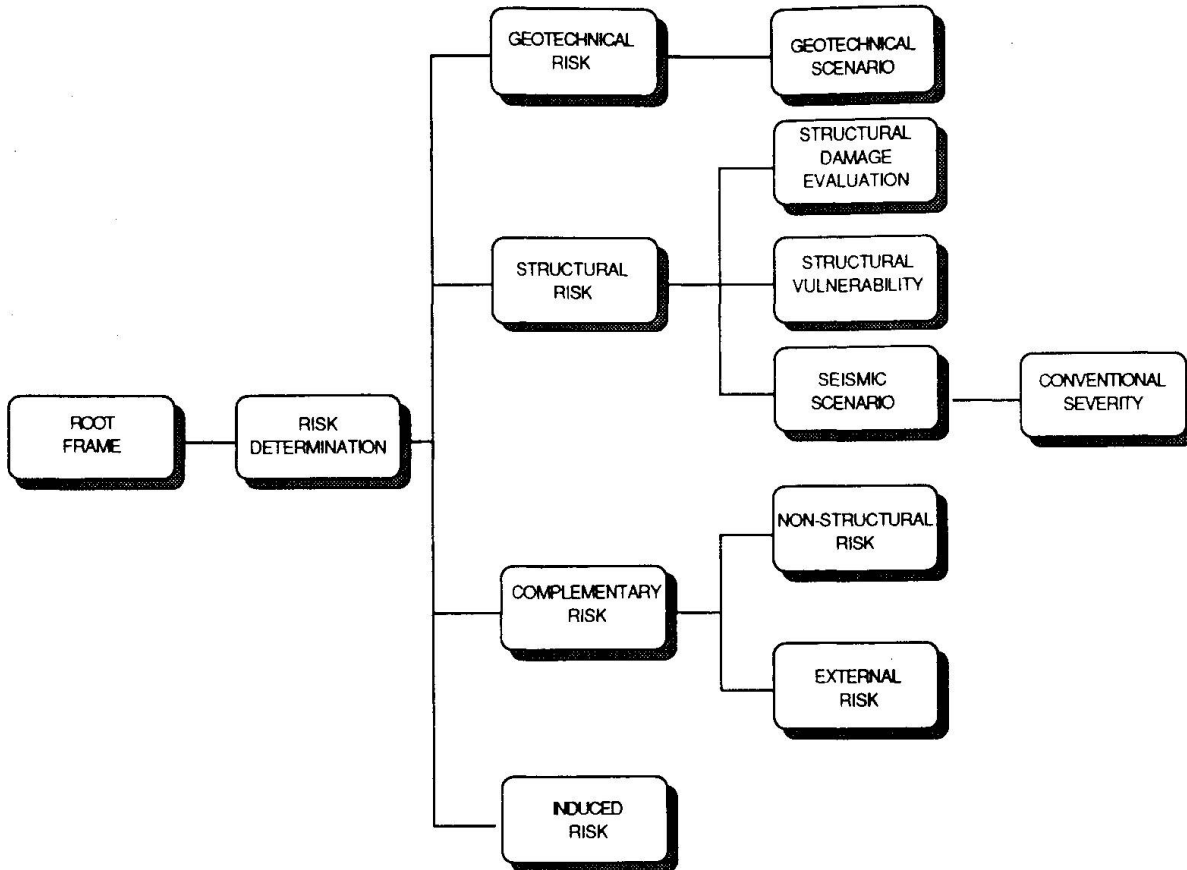 GEOTECHNICAL
RISK
GEOTECHNICAL
SCENARIO
STRUCTURAL
DAMAGE
EVALUATION
STRUCTURAL
RISK
STRUCTURAL
VULNERABILITY
SEISMIC
SCENARIO
CONVENTIONAL
SEVERITY
ROOT
FRAME
RISK
DETERMINATION
NON-STRUCTURAL
RISK
COMPLEMENTARY
RISK
EXTERNAL
RISK
INDUCED
RISK